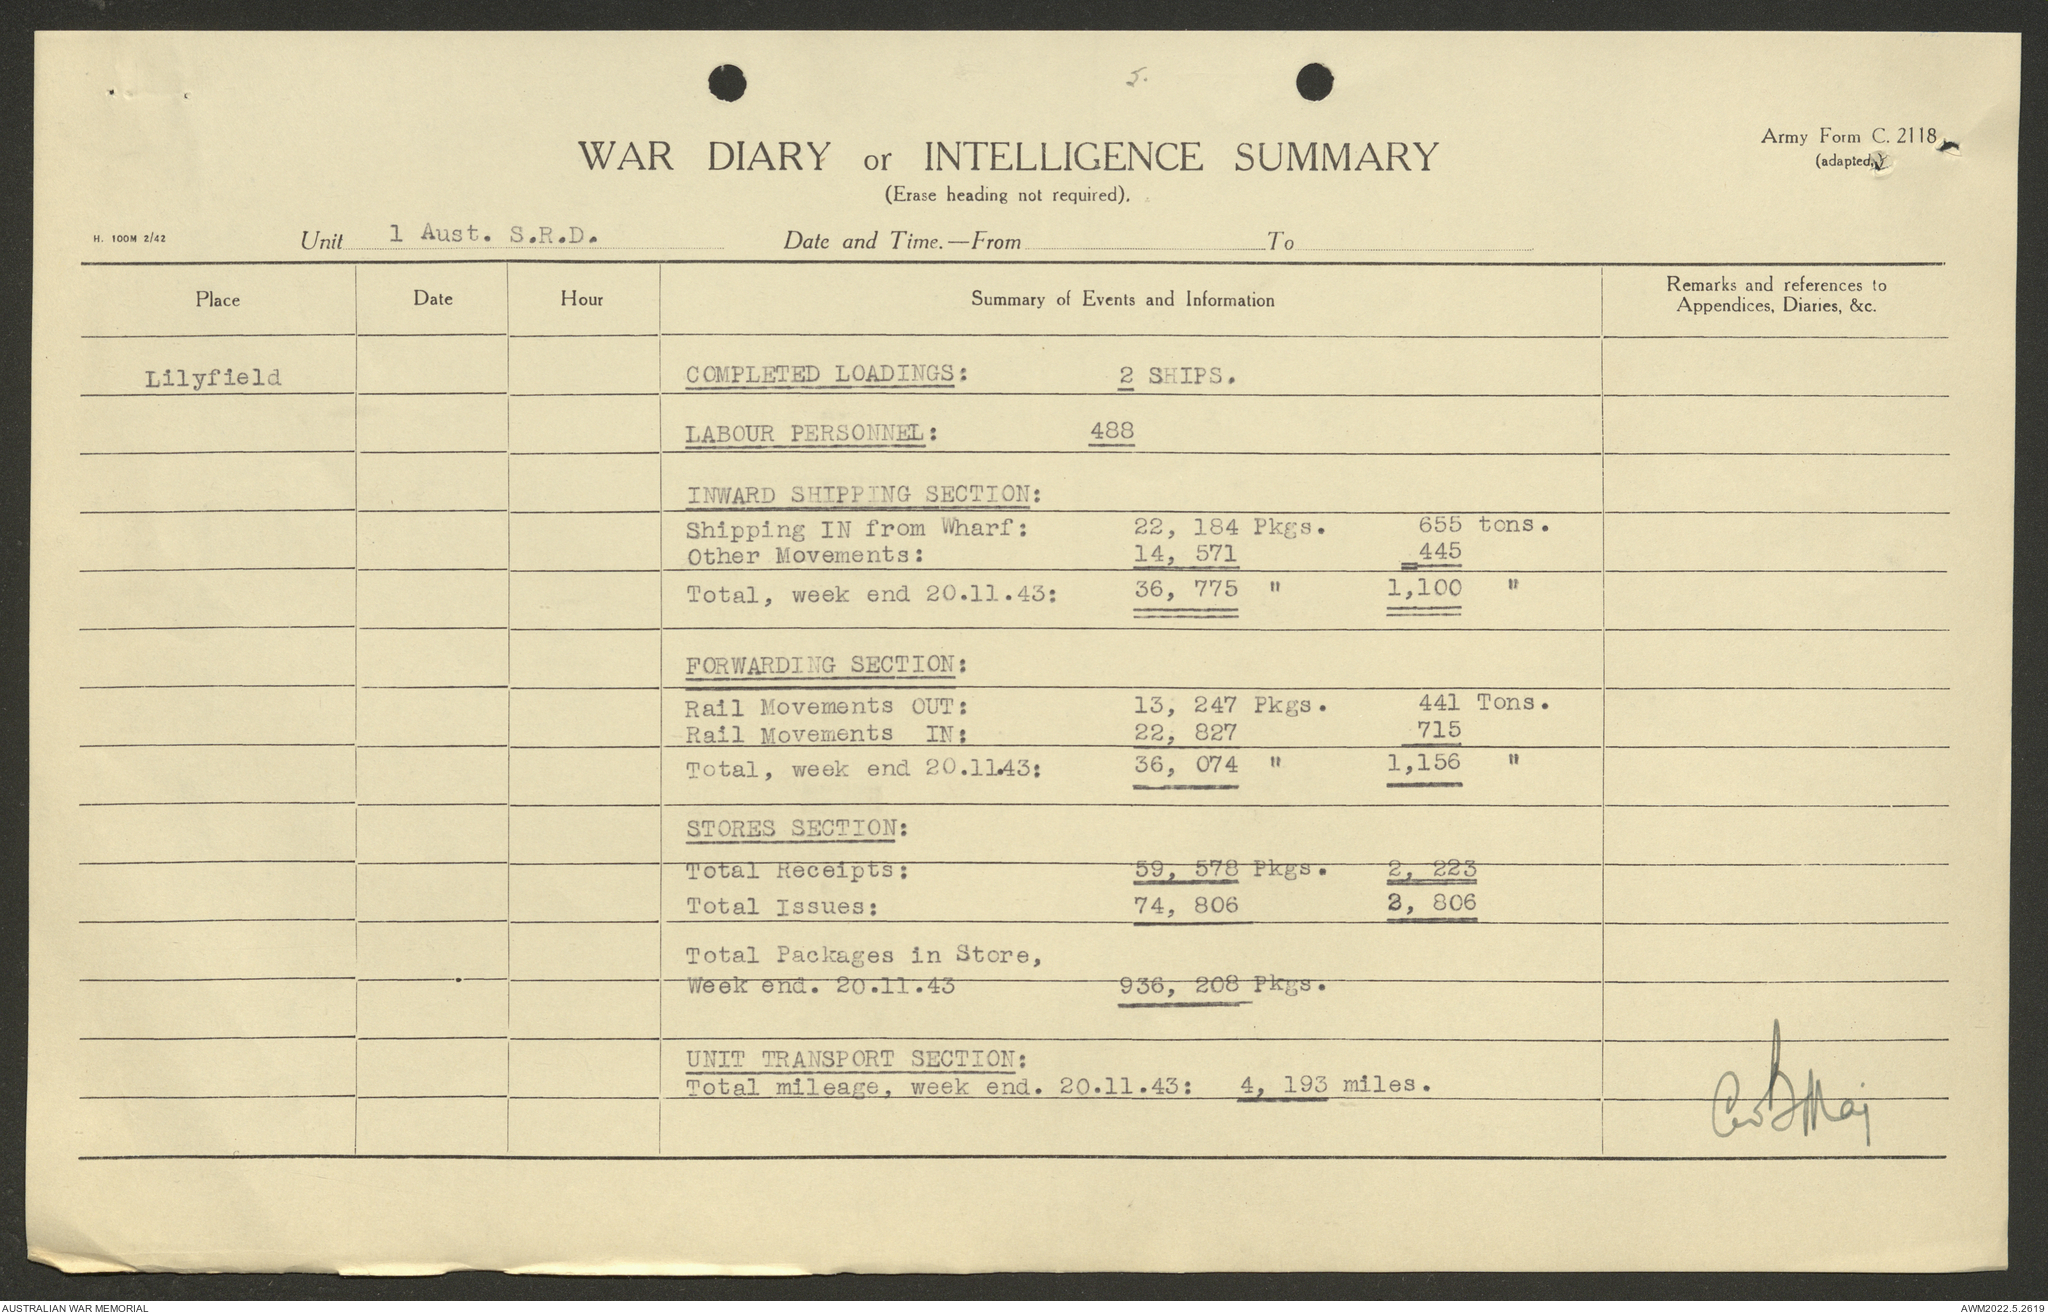 5.
Army Form C. 2118.
(adapted.)
WAR DIARY or INTELLIGENCE SUMMARY
(Erase heading not required).
H. 100M 2/42
Unit 1 Aust. S.R.D. Date and Time.—From To
Place Date Hour Summary of Events and Information Remarks and references to
Appendices, Diaries, &c.
Lilyfield COMPLETED LOADINGS: 2 SHIPS.
LABOUR PERSONNEL: 488
INWARD SHIPPING SECTION:
Shipping IN from Wharf: 22, 184 Pkgs. 655 tons.
Other Movements: 14, 571 445
Total, week end 20.11.43: 36, 775 " 1,100 "
FORWARDING SECTION:
Rail Movements OUT: 13, 247 Pkgs. 441 Tons.
Rail Movements IN: 22, 827 715
Total, week end 20.11.43: 36, 074 " 1,156 "
STORES SECTION:
Total Receipts: 59, 578 Pkgs. 2, 223
Total Issues: 74, 806 2, 806
Total Packages in Store,
Week end. 20.11.43 936, 208 Pkgs.
UNIT TRANSPORT SECTION:
Total mileage, week end. 20.11.43: 4, 193 miles.
Maj
AUSTRALIAN WAR MEMORIAL AWM2022.5.2619